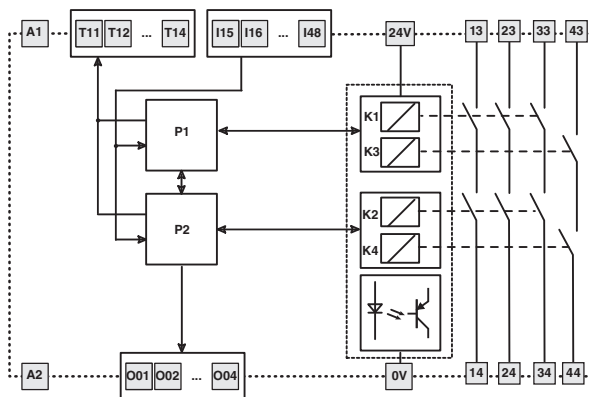 A1 T11 T12 ... T14 I15 I16 ... I48 24V 13 23 33 43
K1
P1
K3
K2
P2
K4
A2 O01 O02 ... O04 0V 14 24 34 44